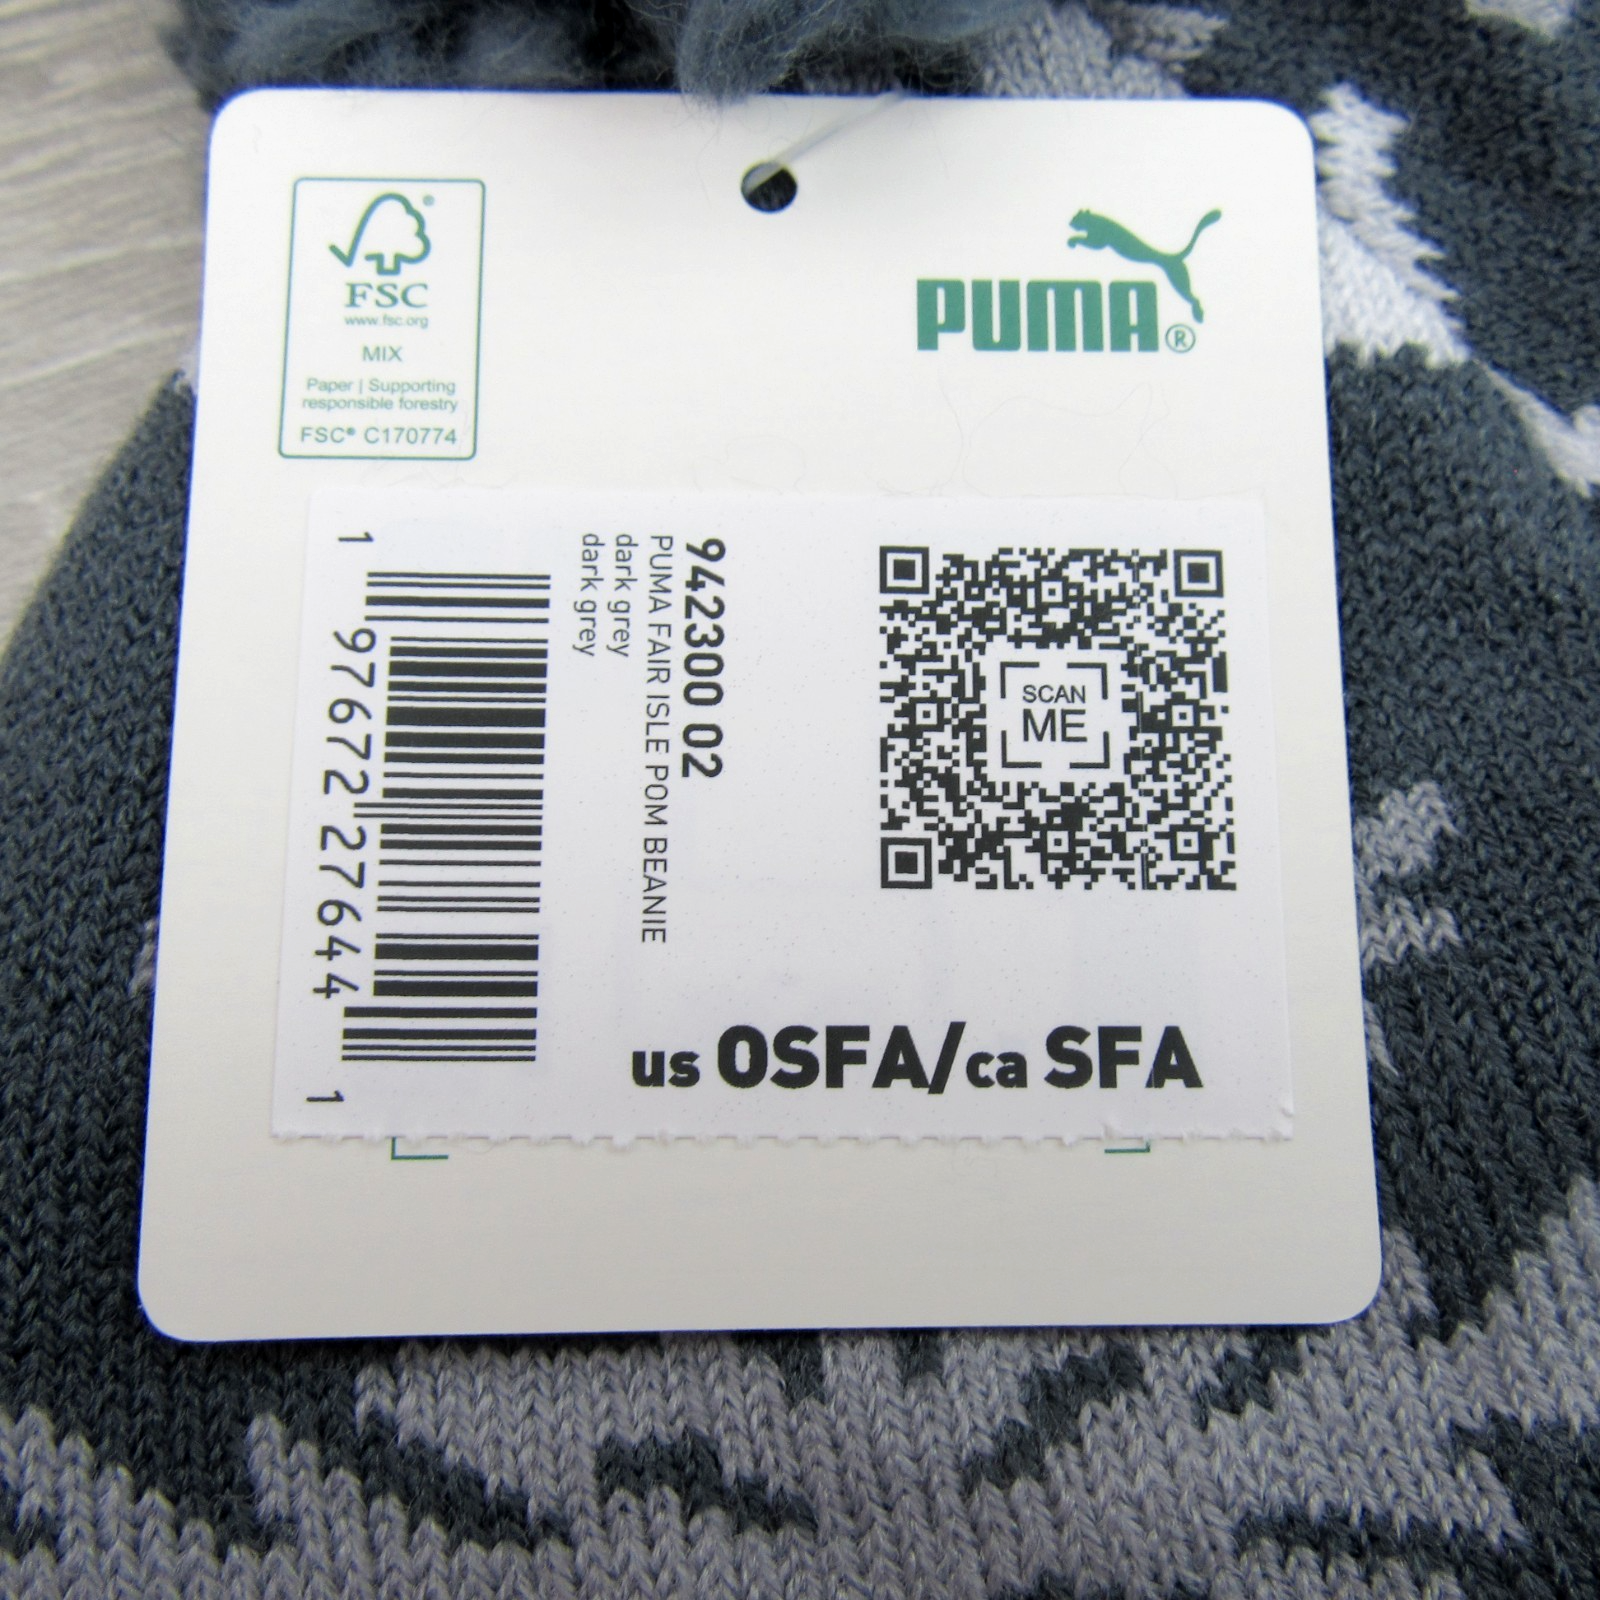 FSC
www.fsc.org
MIX
Paper | Supporting
responsible forestry
FSC® C170774
PUMA®
942300 02
PUMA FAIR ISLE POM BEANIE
dark grey
dark grey
1 97672 27644 1
SCAN
ME
us OSFA/ca SFA